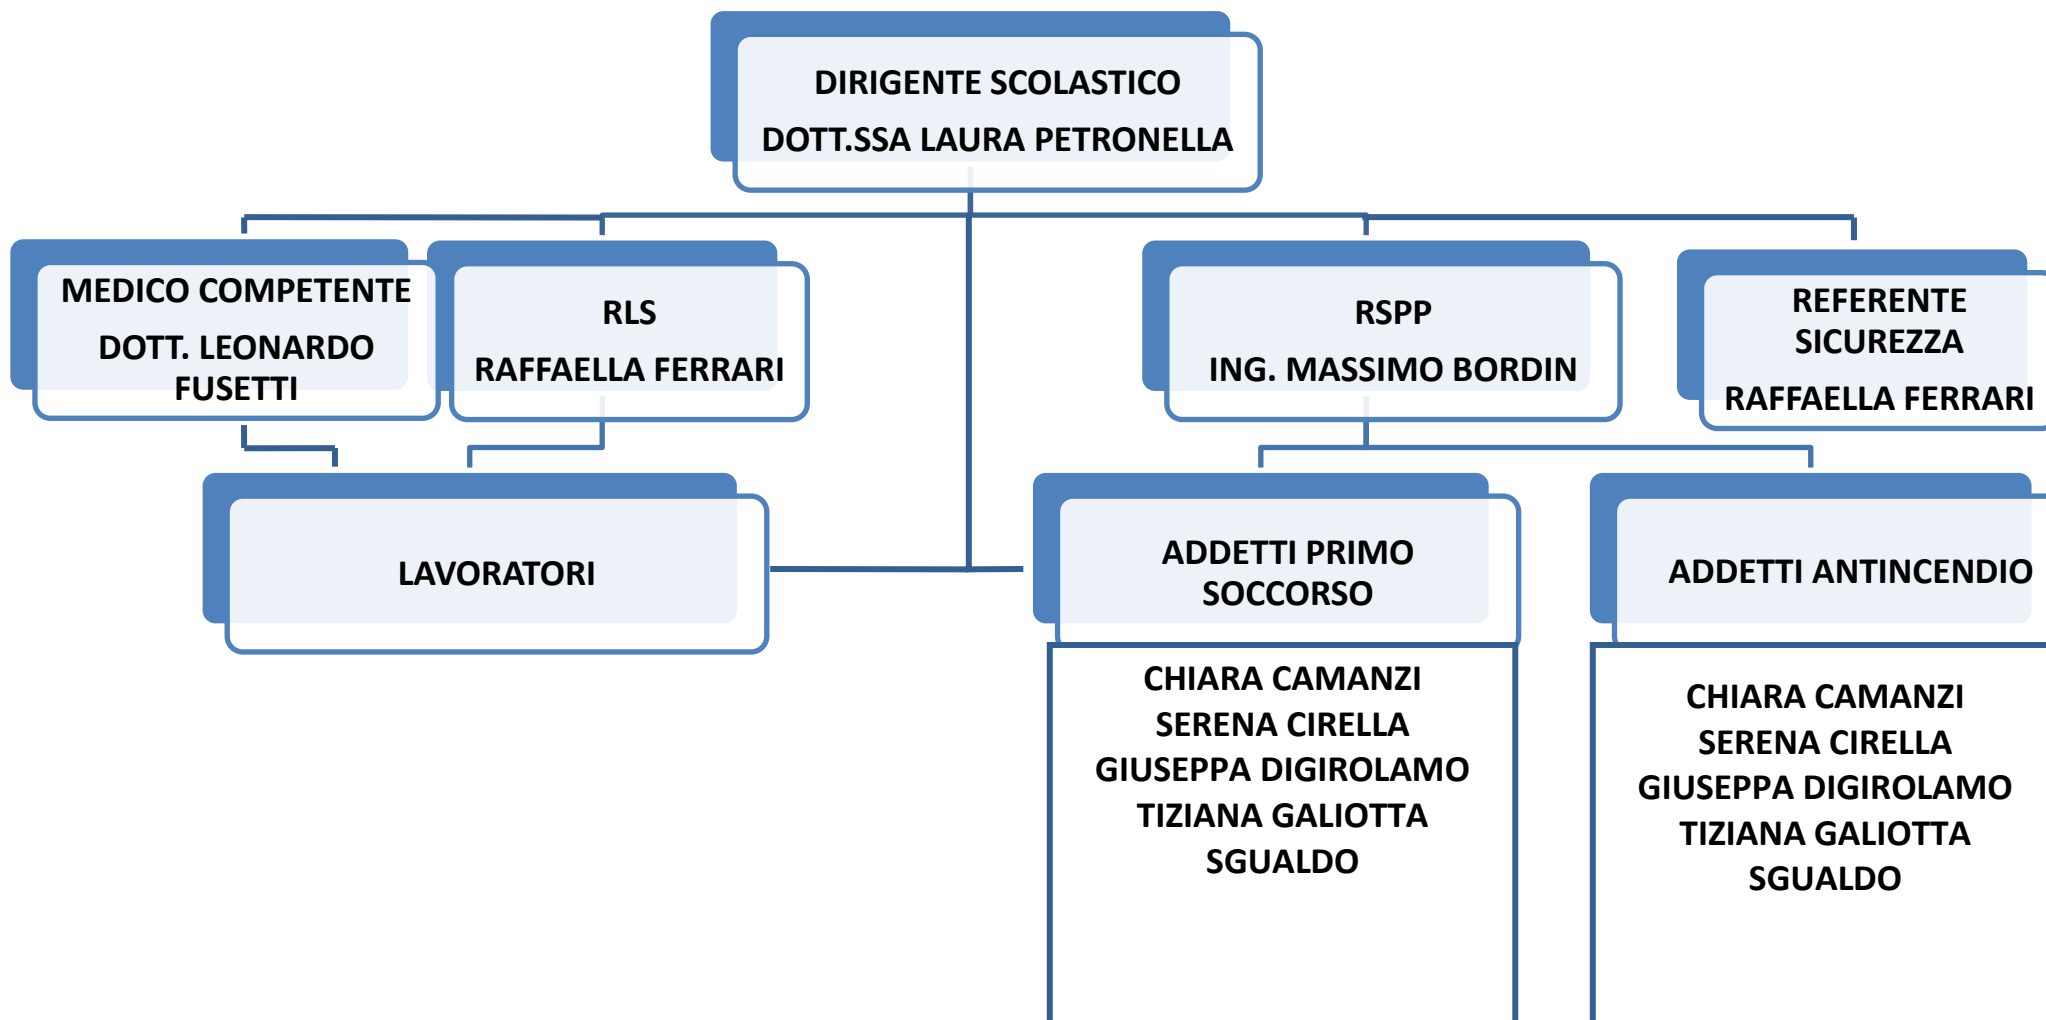 DIRIGENTE SCOLASTICO
DOTT.SSA LAURA PETRONELLA
MEDICO COMPETENTE
DOTT. LEONARDO
FUSETTI
RLS
RAFFAELLA FERRARI
RSPP
ING. MASSIMO BORDIN
REFERENTE
SICUREZZA
RAFFAELLA FERRARI
LAVORATORI
ADDETTI PRIMO
SOCCORSO
ADDETTI ANTINCENDIO
CHIARA CAMANZI
SERENA CIRELLA
GIUSEPPA DIGIROLAMO
TIZIANA GALIOTTA
SGUALDO
CHIARA CAMANZI
SERENA CIRELLA
GIUSEPPA DIGIROLAMO
TIZIANA GALIOTTA
SGUALDO